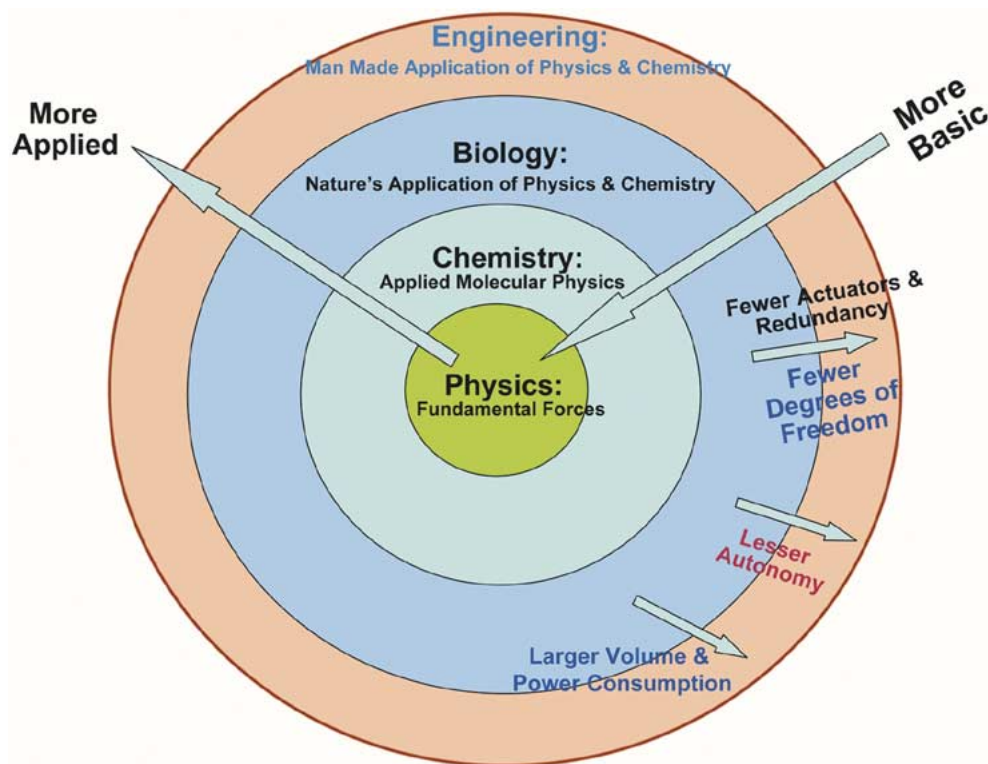 Engineering:
Man Made Application of Physics & Chemistry
More
Applied
More
Basic
Biology:
Nature's Application of Physics & Chemistry
Chemistry:
Applied Molecular Physics
Physics:
Fundamental Forces
Fewer Actuators &
Redundancy
Fewer
Degrees of
Freedom
Lesser
Autonomy
Larger Volume &
Power Consumption